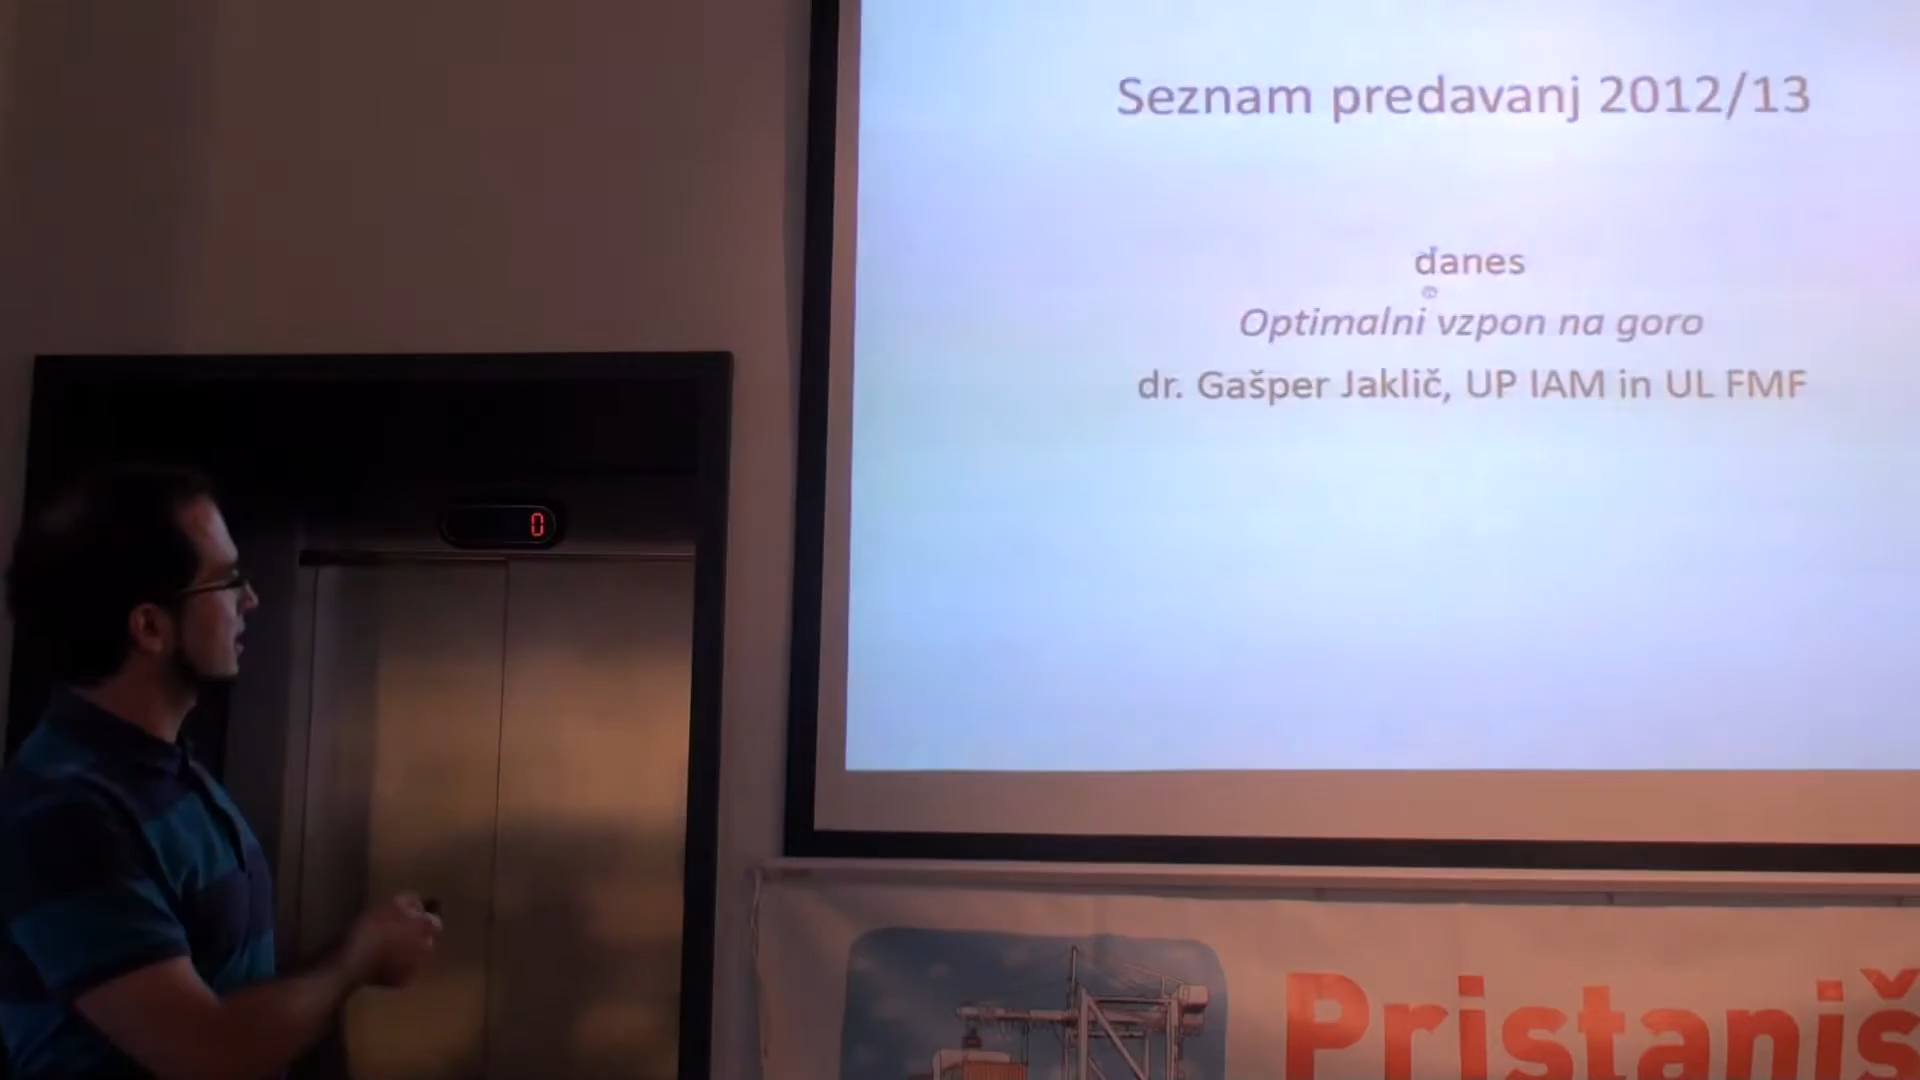 Seznam predavanj 2012/13
danes
Optimalni vzpon na goro
dr. Gašper Jaklič, UP IAM in UL FMF
0
Pristaniš